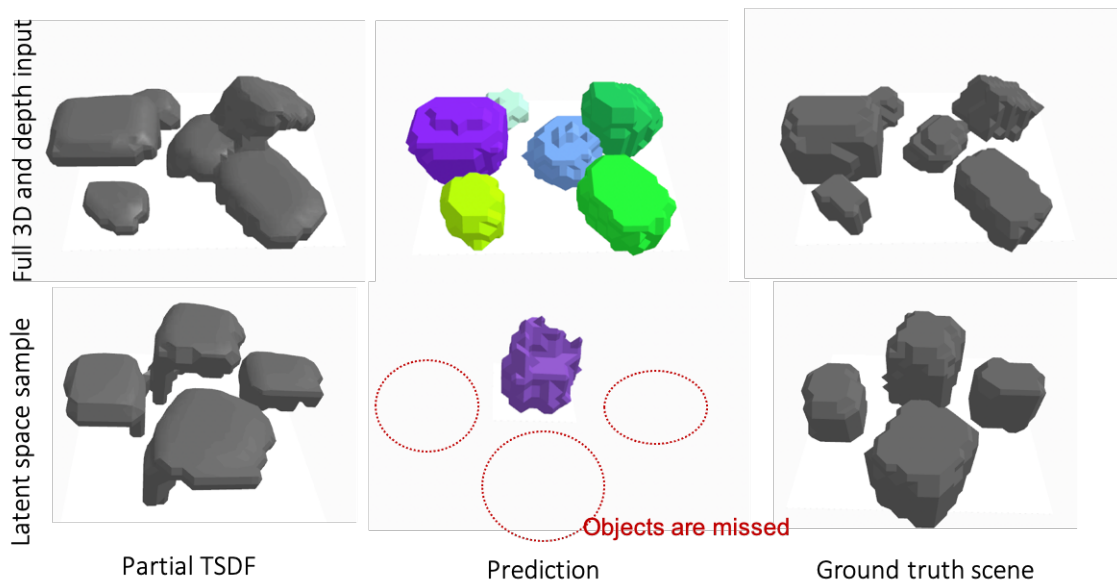 Full 3D and depth input
Latent space sample
Objects are missed
Partial TSDF
Prediction
Ground truth scene